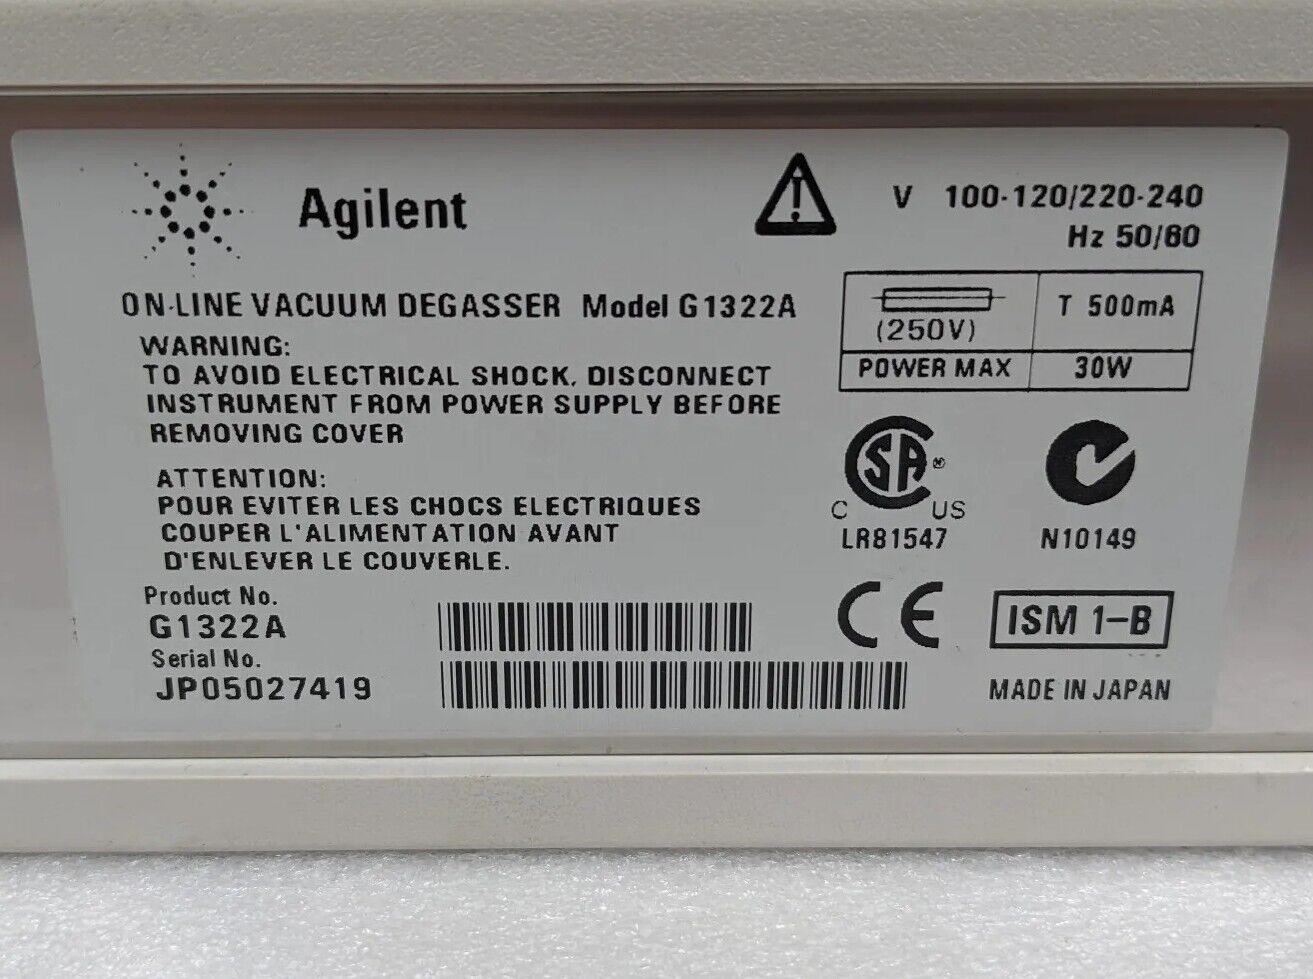 Agilent
V 100-120/220-240
Hz 50/60
ON-LINE VACUUM DEGASSER Model G1322A
(250V)
T 500mA
POWER MAX
30W
WARNING:
TO AVOID ELECTRICAL SHOCK, DISCONNECT
INSTRUMENT FROM POWER SUPPLY BEFORE
REMOVING COVER
ATTENTION:
POUR EVITER LES CHOCS ELECTRIQUES
COUPER L'ALIMENTATION AVANT
D'ENLEVER LE COUVERLE.
SA ®
C US
LR81547
N10149
Product No.
G1322A
Serial No.
JP05027419
CE
ISM 1-B
MADE IN JAPAN